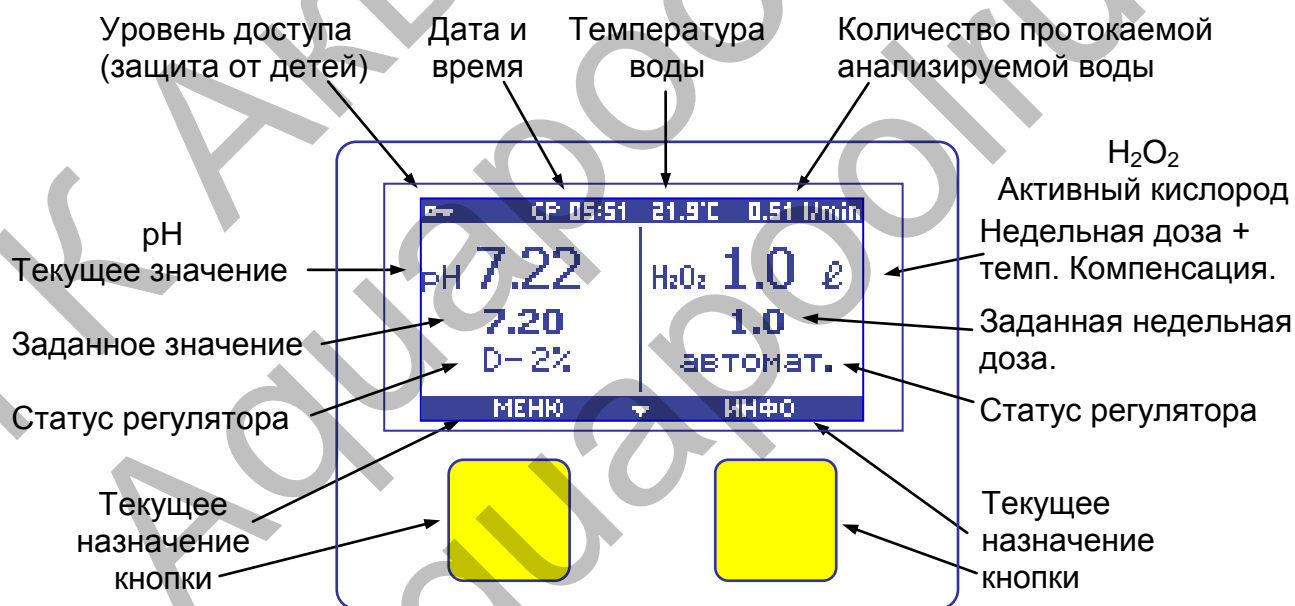 Уровень доступа
(защита от детей)
Дата и
время
Температура
воды
Количество протокаемой
анализируемой воды
H₂O₂
Активный кислород
Недельная доза +
темп. Компенсация.
pH
Текущее значение
Заданное значение
Статус регулятора
СР 05:51 21.9°C 0.51 l/min
pH 7.22
7.20
D-2%
H₂O₂ 1.0 ℓ
1.0
автомат.
МЕНЮ ИНФО
Заданная недельная
доза.
Статус регулятора
Текущее
назначение
кнопки
Текущее
назначение
кнопки
Aquapool
Aquapoolru